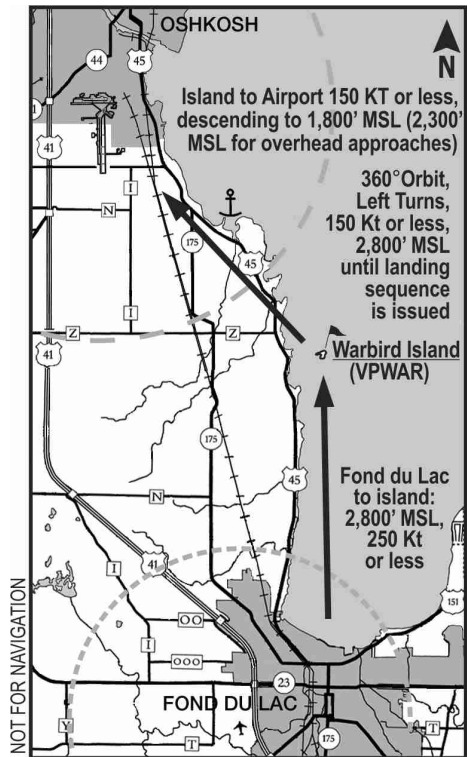 OSHKOSH
44
45
N
41
Island to Airport 150 KT or less,
descending to 1,800' MSL (2,300'
MSL for overhead approaches)
360°Orbit,
Left Turns,
150 Kt or less,
2,800' MSL
until landing
sequence
is issued
I
N
175
45
I
Z
Z
41
Warbird Island
(VPWAR)
175
Fond du Lac
to island:
2,800' MSL,
250 Kt
or less
45
N
41
I
151
OO
I
OOO
23
FOND DU LAC
Y
T
175
T
NOT FOR NAVIGATION